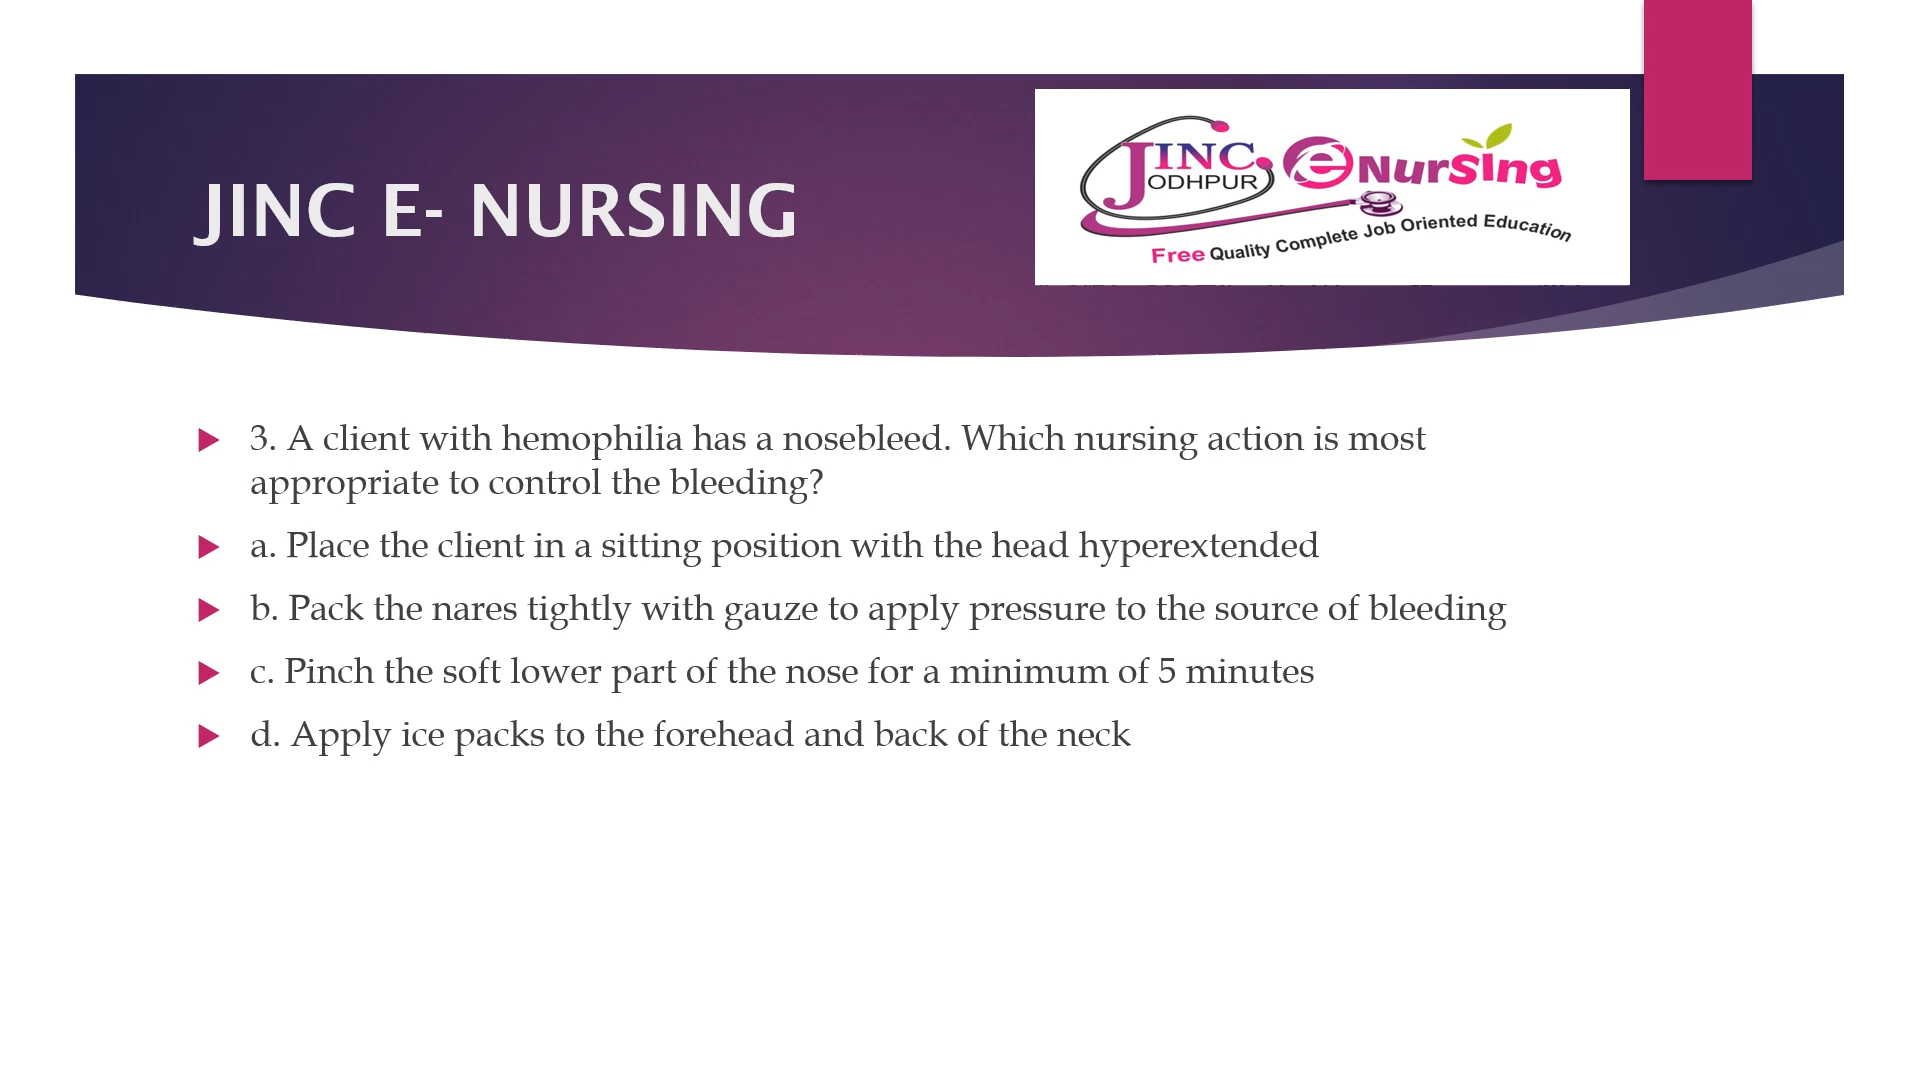 JINC E- NURSING
JINC
ODHPUR
eNursing
Free Quality Complete Job Oriented Education
3. A client with hemophilia has a nosebleed. Which nursing action is most
appropriate to control the bleeding?
a. Place the client in a sitting position with the head hyperextended
b. Pack the nares tightly with gauze to apply pressure to the source of bleeding
c. Pinch the soft lower part of the nose for a minimum of 5 minutes
d. Apply ice packs to the forehead and back of the neck